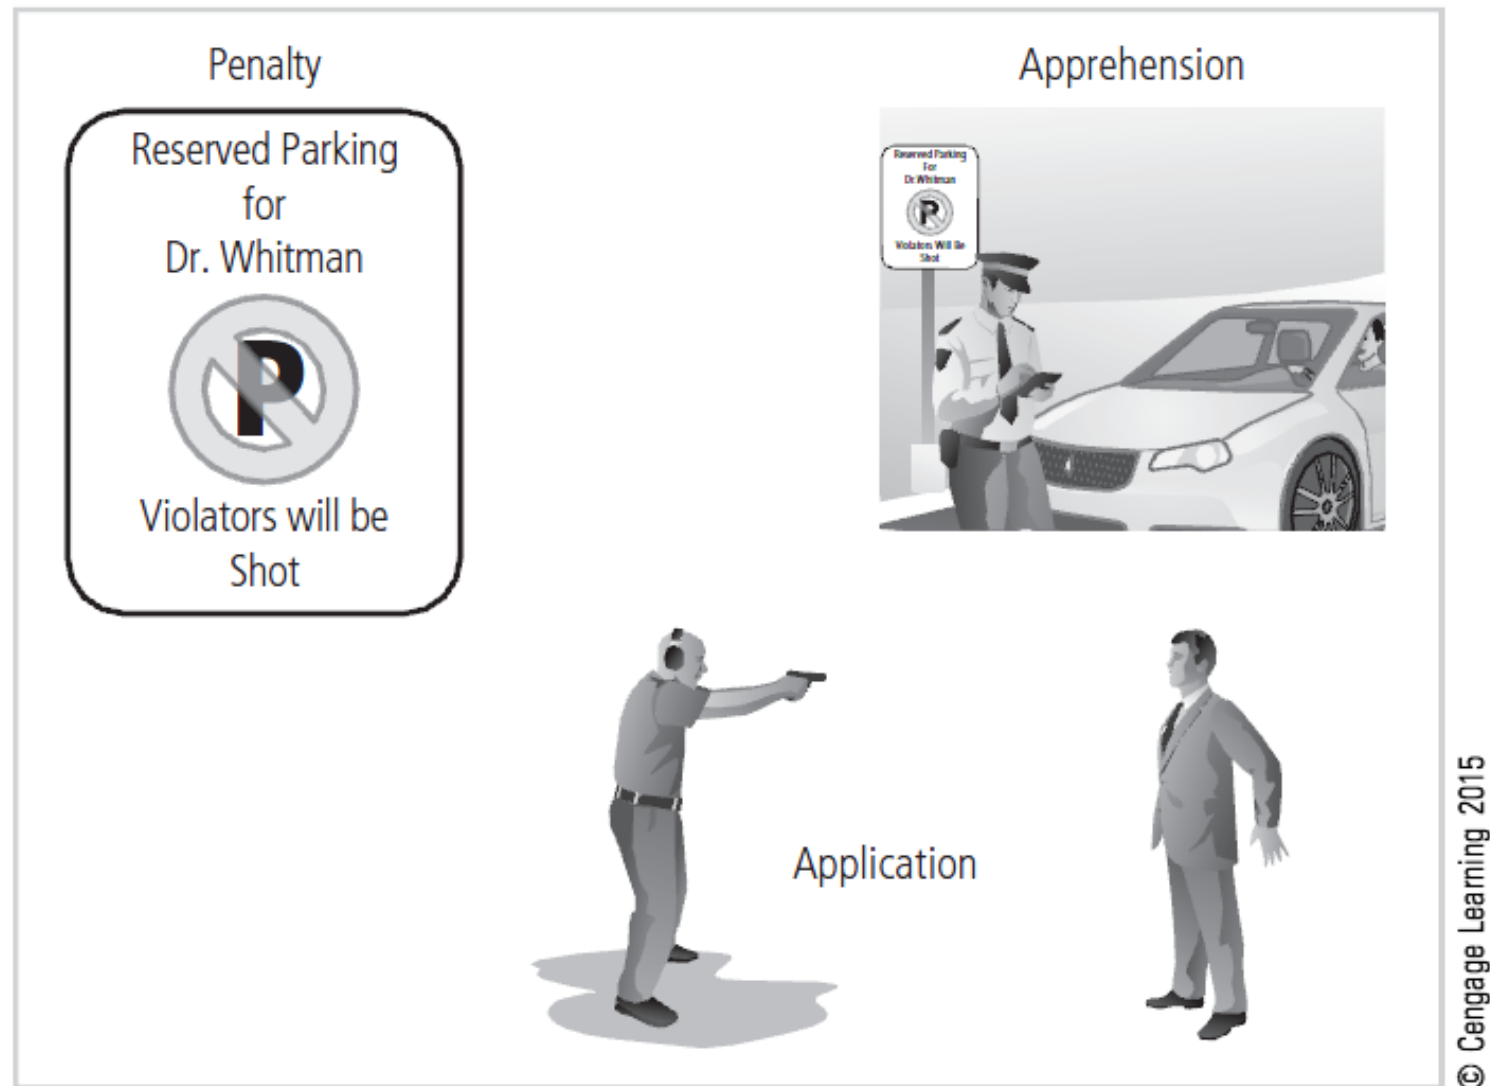 Penalty
Apprehension
Reserved Parking
for
Dr. Whitman
P
Violators will be
Shot
Reserved Parking
For
Dr. Whitman
P
Violators Will Be
Shot
Application
© Cengage Learning 2015